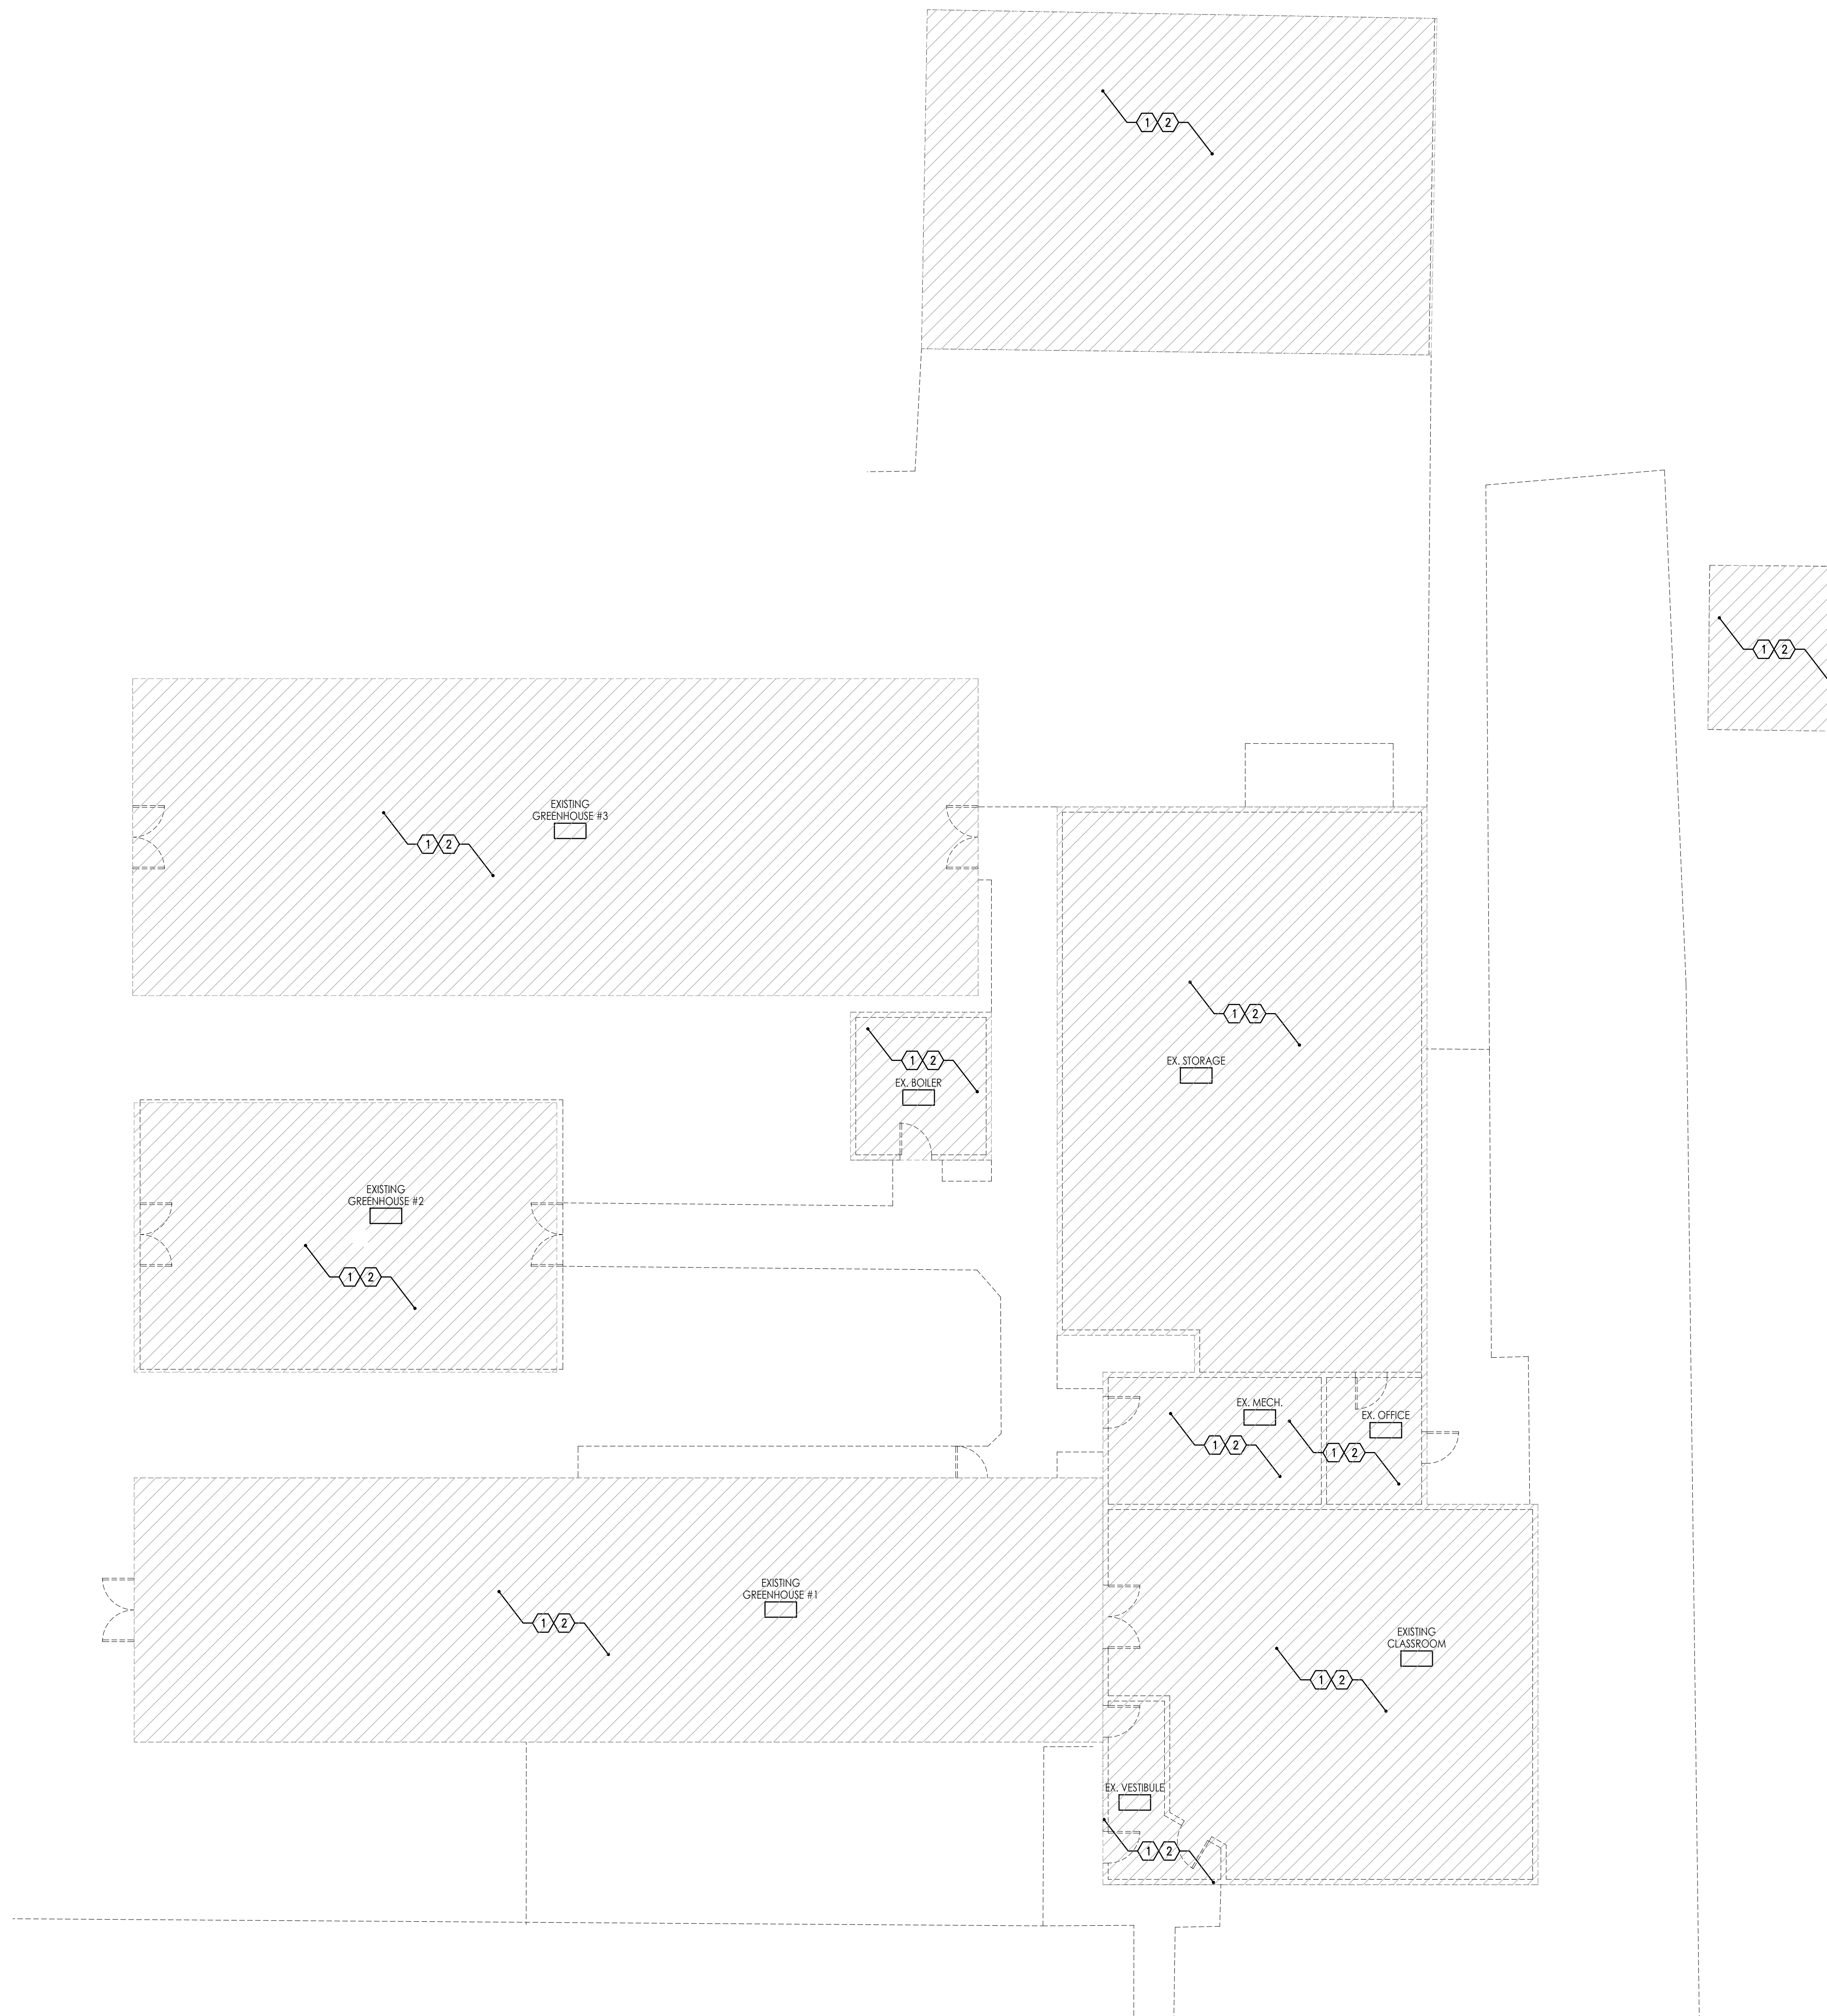 1 2
1 2
EXISTING
GREENHOUSE #3
1 2
1 2
EX. STORAGE
1 2
EX. BOILER
EXISTING
GREENHOUSE #2
1 2
EX. MECH.
1 2
EX. OFFICE
1 2
EXISTING
GREENHOUSE #1
1 2
EXISTING
CLASSROOM
1 2
EX. VESTIBULE
1 2